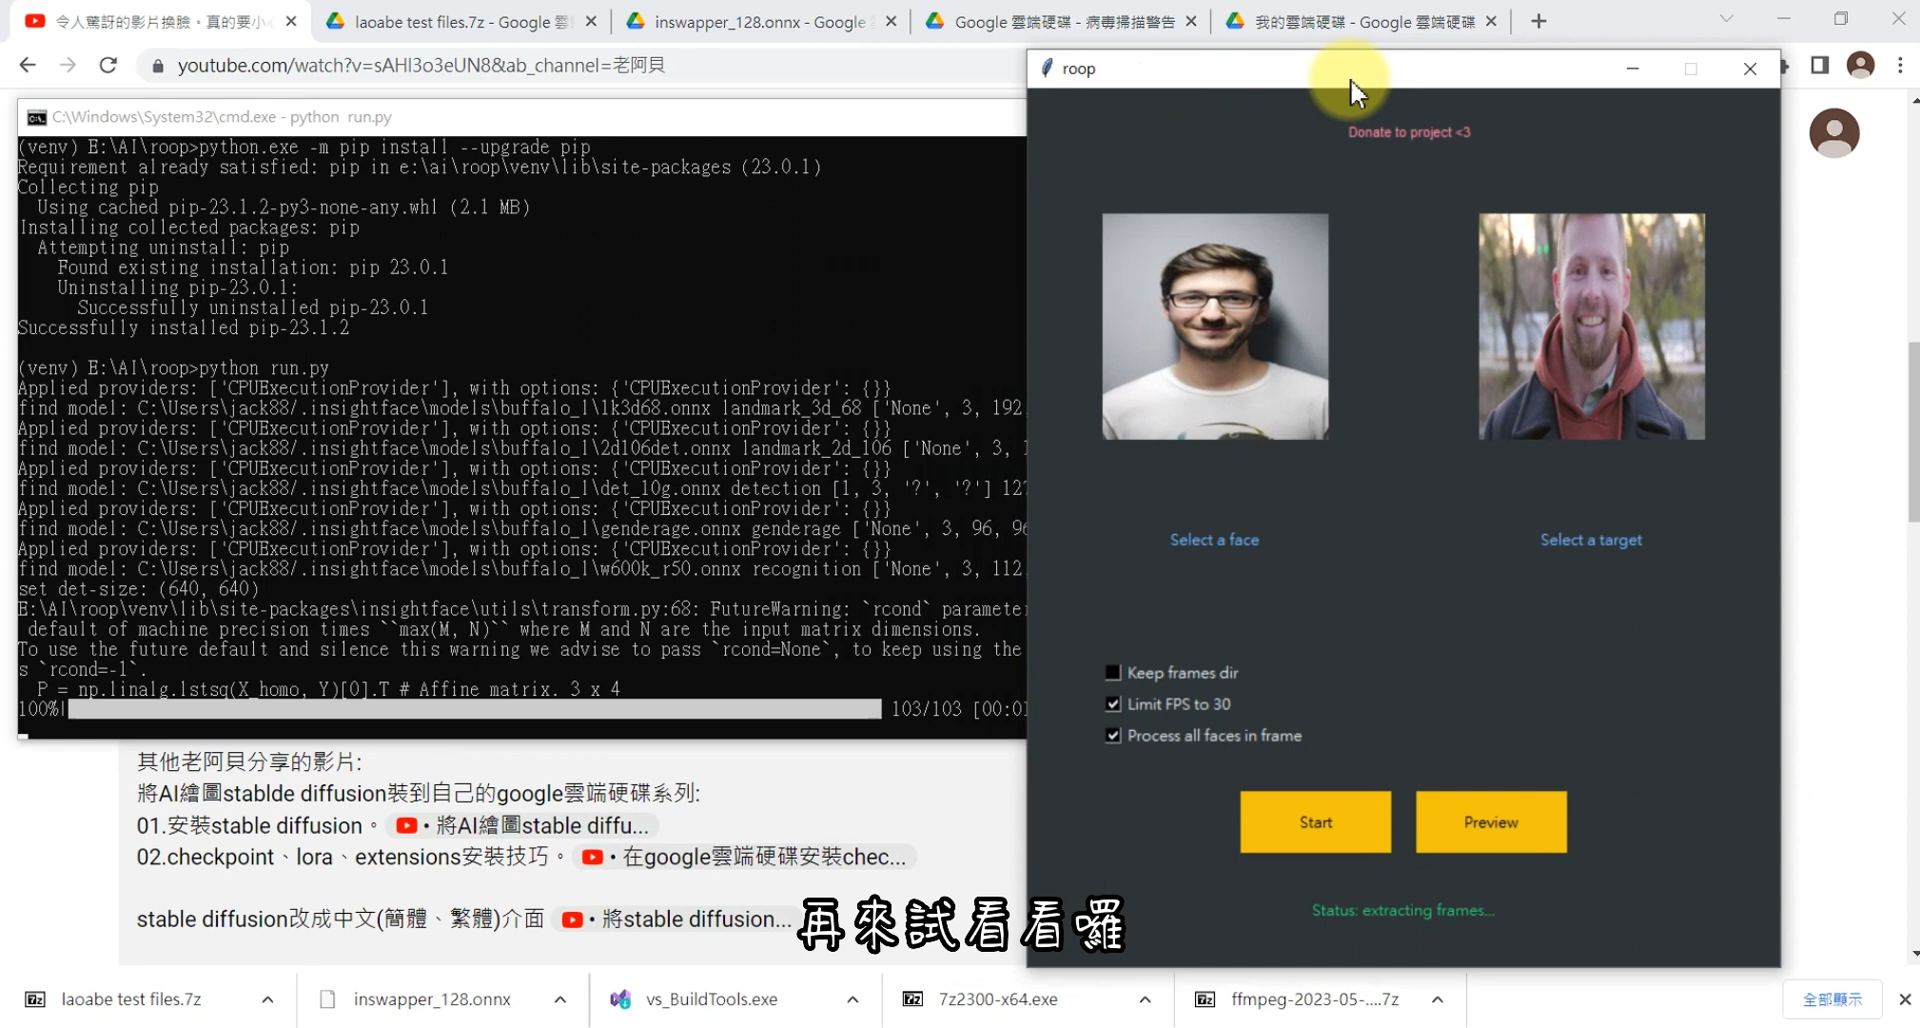 令人驚訝的影片換臉。真的要小心
laoabe test files.7z - Google 雲端
inswapper_128.onnx - Google
Google 雲端硬碟 - 病毒掃描警告
我的雲端硬碟 - Google 雲端硬碟
youtube.com/watch?v=sAHI3o3eUN8&ab_channel=老阿貝
C:\Windows\System32\cmd.exe - python  run.py
(venv) E:\AI\roop>python.exe -m pip install --upgrade pip
Requirement already satisfied: pip in e:\ai\roop\venv\lib\site-packages (23.0.1)
Collecting pip
Using cached pip-23.1.2-py3-none-any.whl (2.1 MB)
Installing collected packages: pip
Attempting uninstall: pip
Found existing installation: pip 23.0.1
Uninstalling pip-23.0.1:
Successfully uninstalled pip-23.0.1
Successfully installed pip-23.1.2
(venv) E:\AI\roop>python run.py
Applied providers: ['CPUExecutionProvider'], with options: {'CPUExecutionProvider': {}}
find model: C:\Users\jack88/.insightface\models\buffalo_l\1k3d68.onnx landmark_3d_68 ['None', 3, 192,
Applied providers: ['CPUExecutionProvider'], with options: {'CPUExecutionProvider': {}}
find model: C:\Users\jack88/.insightface\models\buffalo_l\2d106det.onnx landmark_2d_106 ['None', 3, 1
Applied providers: ['CPUExecutionProvider'], with options: {'CPUExecutionProvider': {}}
find model: C:\Users\jack88/.insightface\models\buffalo_l\det_10g.onnx detection [1, 3, '?', '?'] 127
Applied providers: ['CPUExecutionProvider'], with options: {'CPUExecutionProvider': {}}
find model: C:\Users\jack88/.insightface\models\buffalo_l\genderage.onnx genderage ['None', 3, 96, 96
Applied providers: ['CPUExecutionProvider'], with options: {'CPUExecutionProvider': {}}
find model: C:\Users\jack88/.insightface\models\buffalo_l\w600k_r50.onnx recognition ['None', 3, 112,
set det-size: (640, 640)
E:\AI\roop\venv\lib\site-packages\insightface\utils\transform.py:68: FutureWarning: `rcond` parameter
default of machine precision times ``max(M, N)`` where M and N are the input matrix dimensions.
To use the future default and silence this warning we advise to pass `rcond=None`, to keep using the
s `rcond=-1`.
P = np.linalg.lstsq(X_homo, Y)[0].T # Affine matrix. 3 x 4
100%| 103/103 [00:01
roop
Donate to project <3
Select a face
Select a target
Keep frames dir
Limit FPS to 30
Process all faces in frame
Start
Preview
Status: extracting frames...
其他老阿貝分享的影片:
將AI繪圖stablde diffusion裝到自己的google雲端硬碟系列:
01.安裝stable diffusion。 • 將AI繪圖stable diffu...
02.checkpoint、lora、extensions安裝技巧。 • 在google雲端硬碟安裝chec...
stable diffusion改成中文(簡體、繁體)介面 • 將stable diffusion...
再來試看看囉
laoabe test files.7z
inswapper_128.onnx
vs_BuildTools.exe
7z2300-x64.exe
ffmpeg-2023-05-....7z
全部顯示